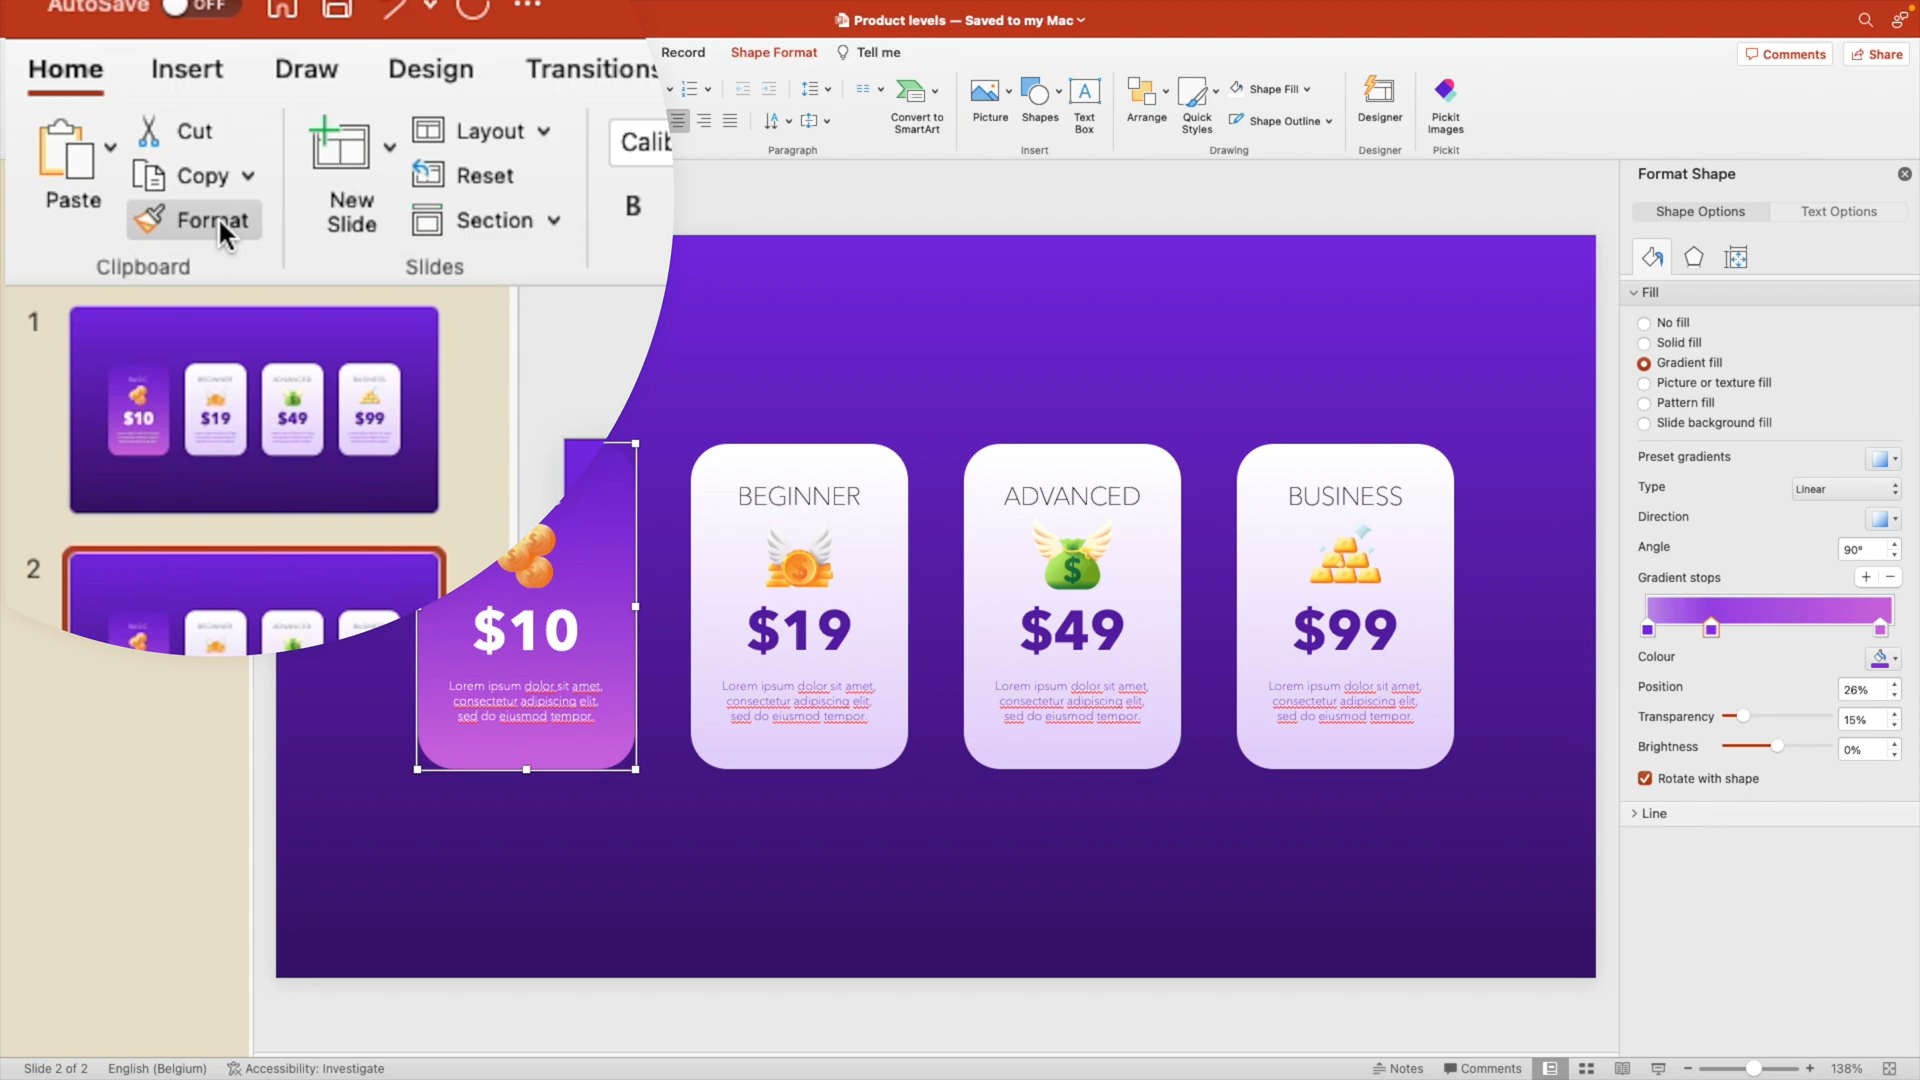 AutoSave OFF
Product levels — Saved to my Mac
Home Insert Draw Design Transitions Record Shape Format Tell me
Comments Share
Paste
Cut
Copy
Format
Clipboard
New
Slide
Layout
Reset
Section
Slides
B
Paragraph
Convert to
SmartArt
Picture
Shapes
Text
Box
Insert
Arrange
Quick
Styles
Shape Fill
Shape Outline
Drawing
Designer
Designer
Pickit
Images
Pickit
1
BEGINNER ADVANCED BUSINESS
$10 $19 $49 $99
2
BEGINNER ADVANCED BUSINESS
$10 $19 $49 $99
Lorem ipsum dolor sit amet,
consectetur adipiscing elit,
sed do eiusmod tempor.
Lorem ipsum dolor sit amet,
consectetur adipiscing elit,
sed do eiusmod tempor.
Lorem ipsum dolor sit amet,
consectetur adipiscing elit,
sed do eiusmod tempor.
Lorem ipsum dolor sit amet,
consectetur adipiscing elit,
sed do eiusmod tempor.
Format Shape
Shape Options Text Options
Fill
No fill
Solid fill
Gradient fill
Picture or texture fill
Pattern fill
Slide background fill
Preset gradients
Type Linear
Direction
Angle 90°
Gradient stops
Colour
Position 26%
Transparency 15%
Brightness 0%
Rotate with shape
Line
Slide 2 of 2 English (Belgium) Accessibility: Investigate
Notes Comments 138%